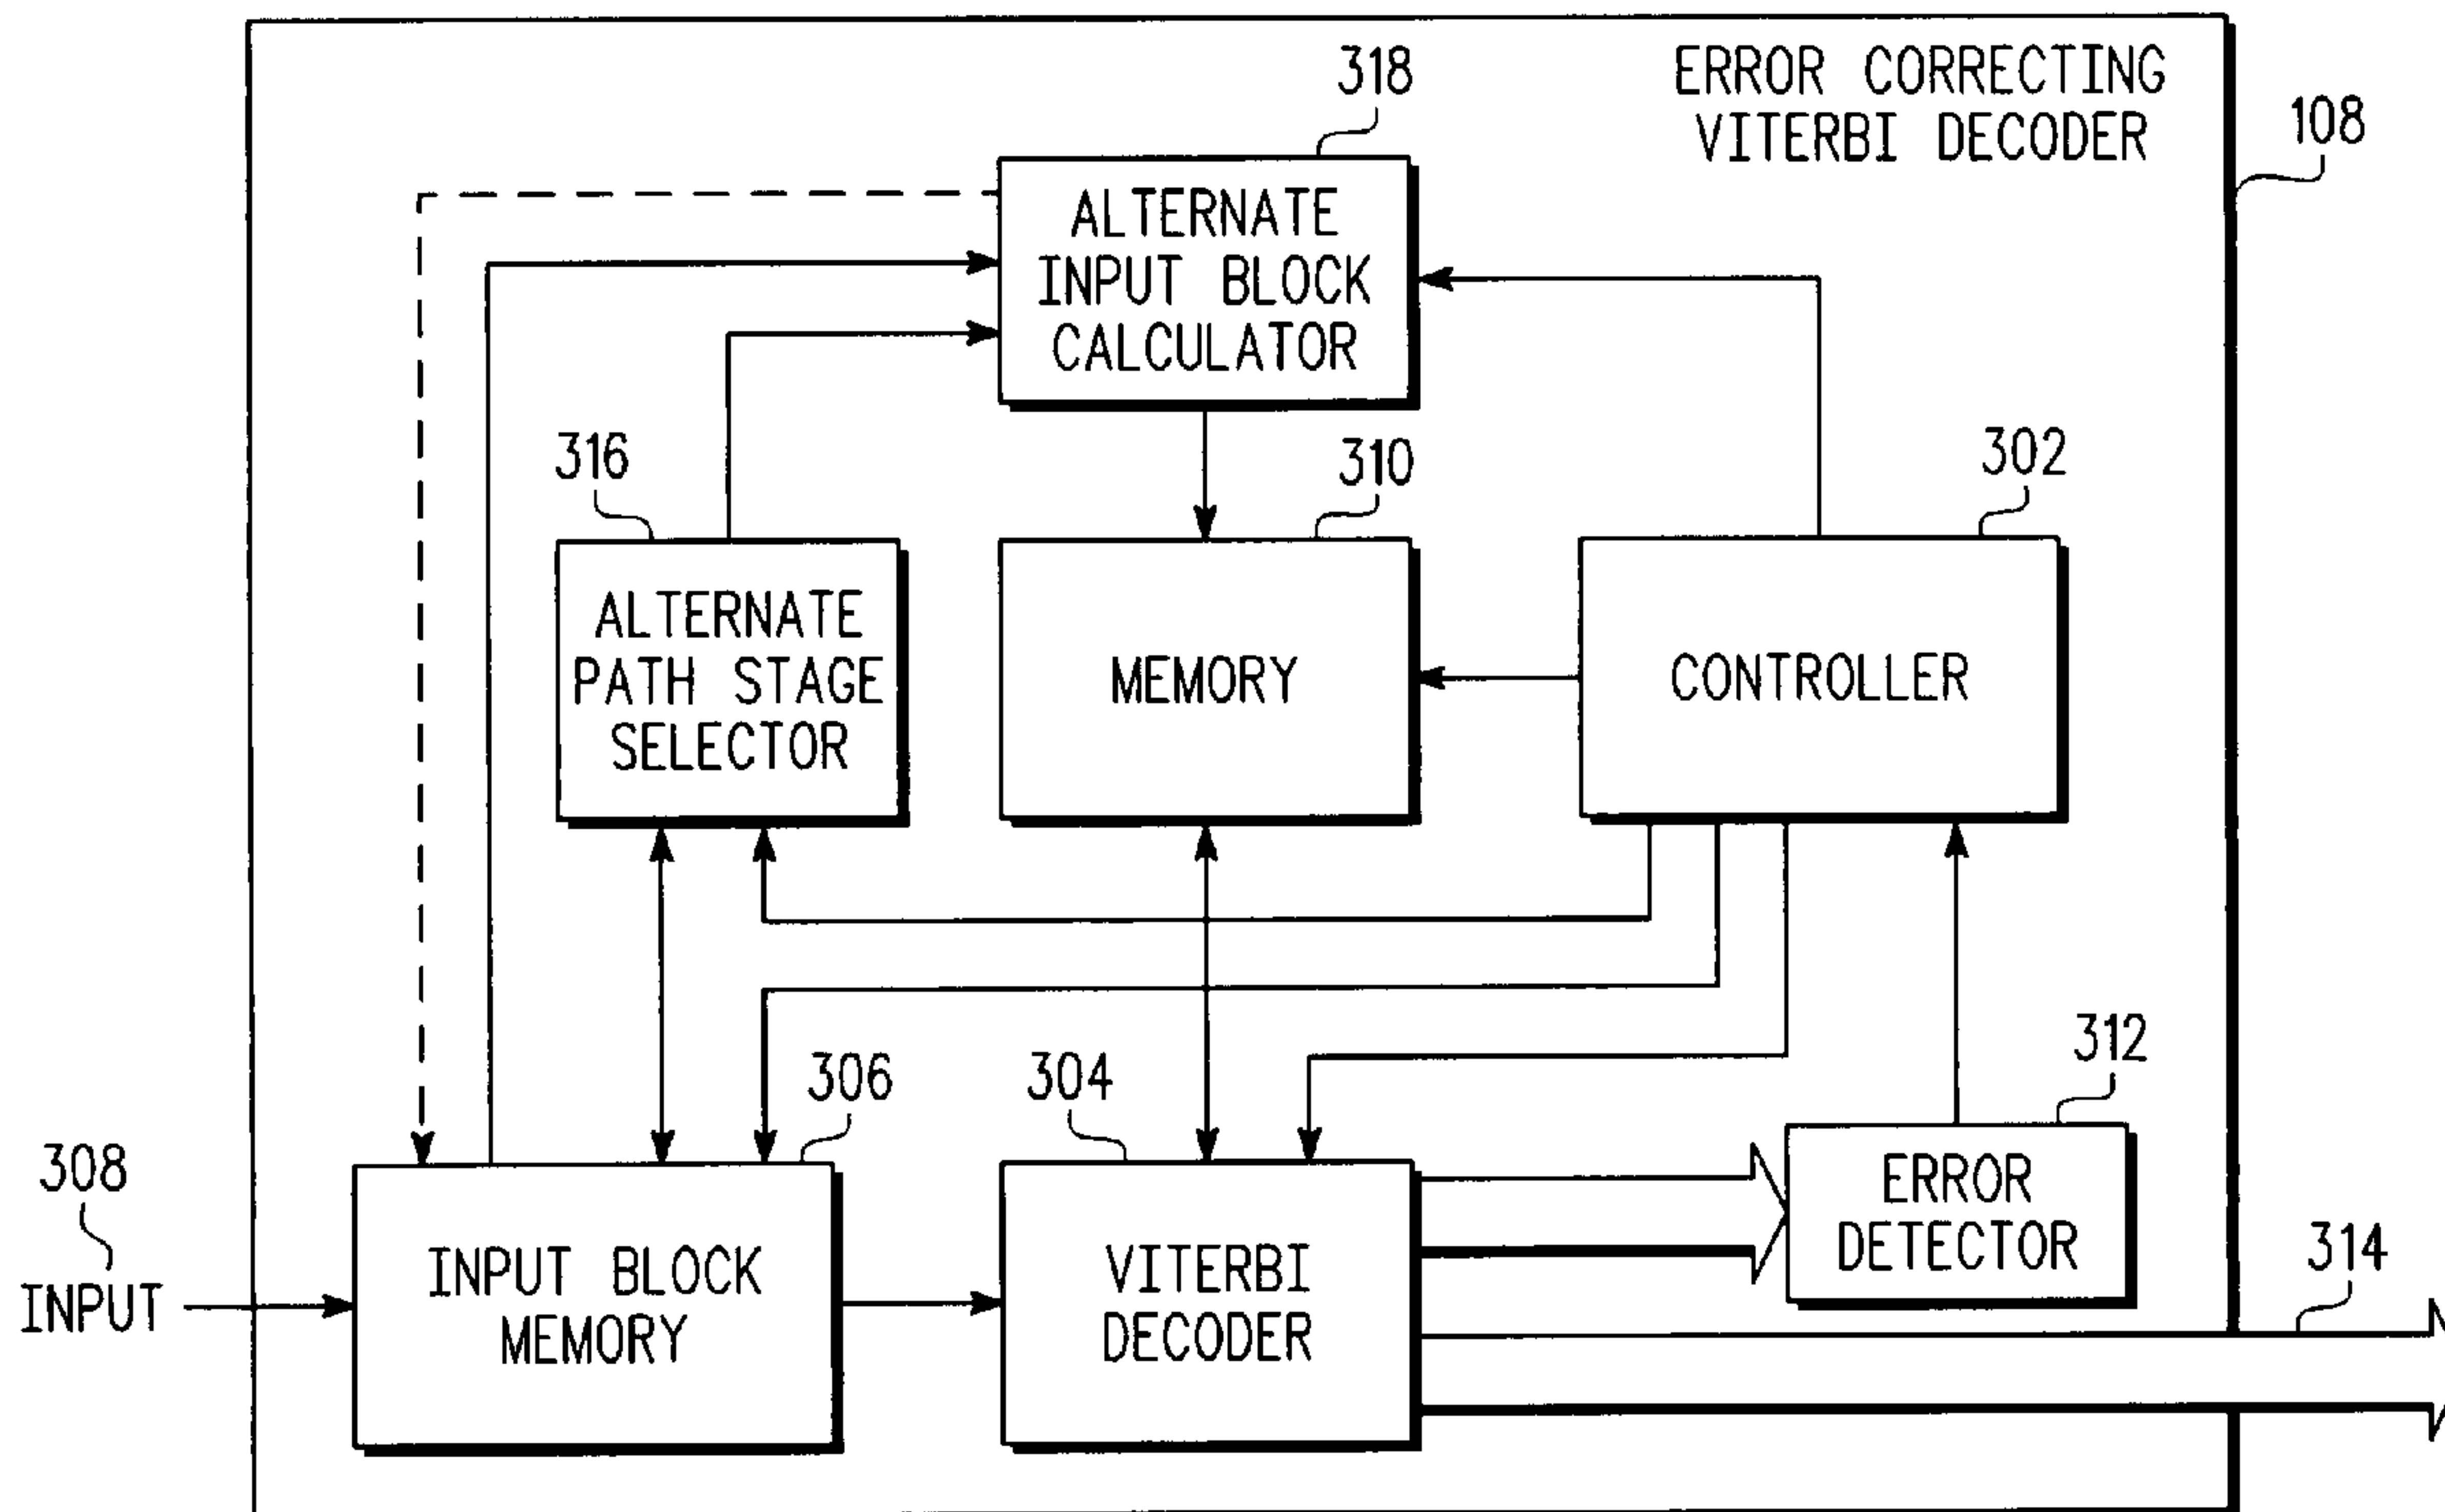 318
ERROR CORRECTING
VITERBI DECODER
108
ALTERNATE
INPUT BLOCK
CALCULATOR
316
310
302
ALTERNATE
PATH STAGE
SELECTOR
MEMORY
CONTROLLER
306
304
312
308
INPUT
INPUT BLOCK
MEMORY
VITERBI
DECODER
ERROR
DETECTOR
314